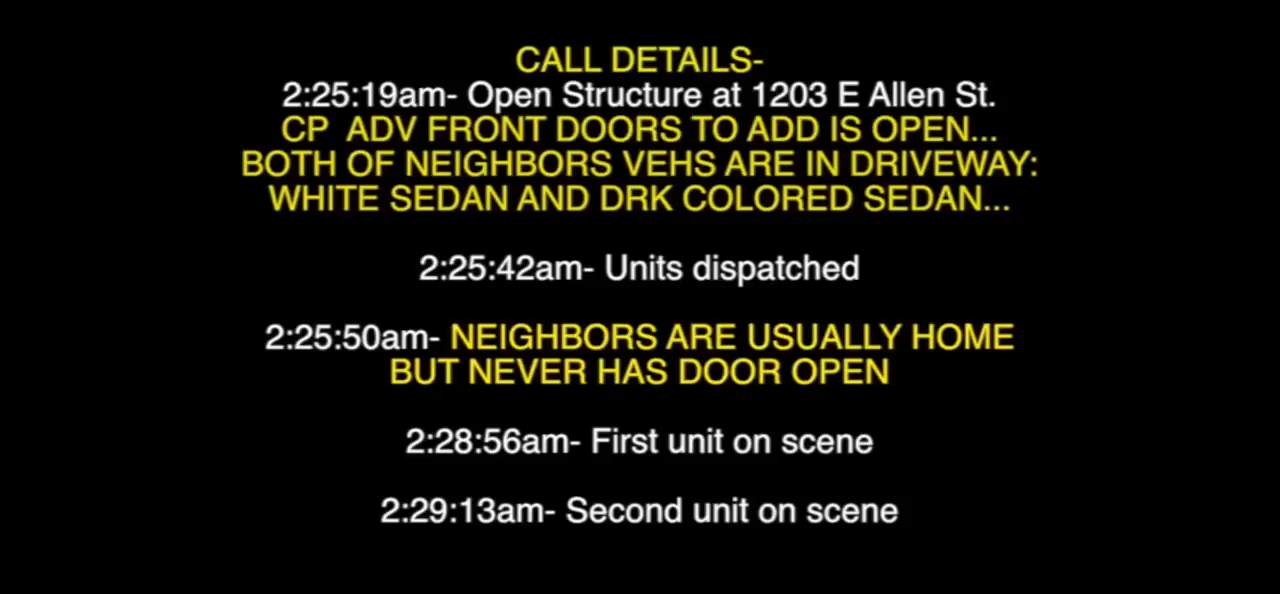 CALL DETAILS-
2:25:19am- Open Structure at 1203 E Allen St.
CP ADV FRONT DOORS TO ADD IS OPEN...
BOTH OF NEIGHBORS VEHS ARE IN DRIVEWAY:
WHITE SEDAN AND DRK COLORED SEDAN...
2:25:42am- Units dispatched
2:25:50am- NEIGHBORS ARE USUALLY HOME
BUT NEVER HAS DOOR OPEN
2:28:56am- First unit on scene
2:29:13am- Second unit on scene